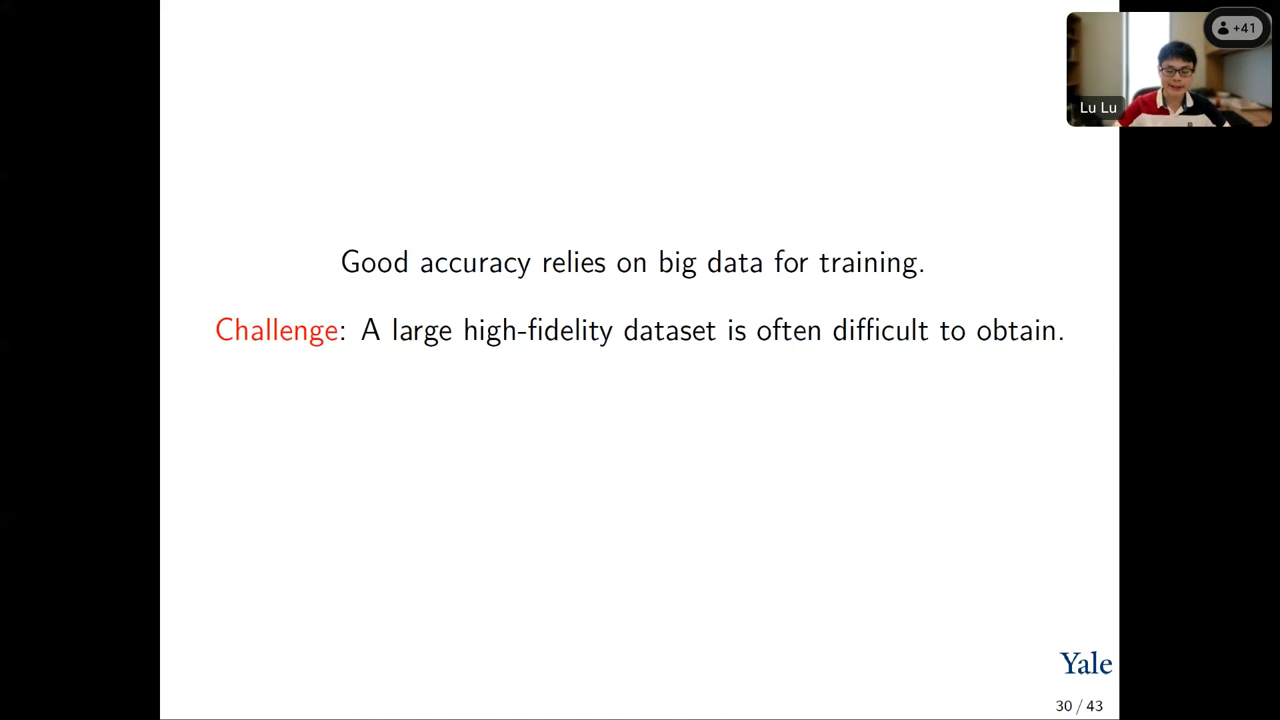 +41
Lu Lu
Good accuracy relies on big data for training.
Challenge: A large high-fidelity dataset is often difficult to obtain.
Yale
30 / 43